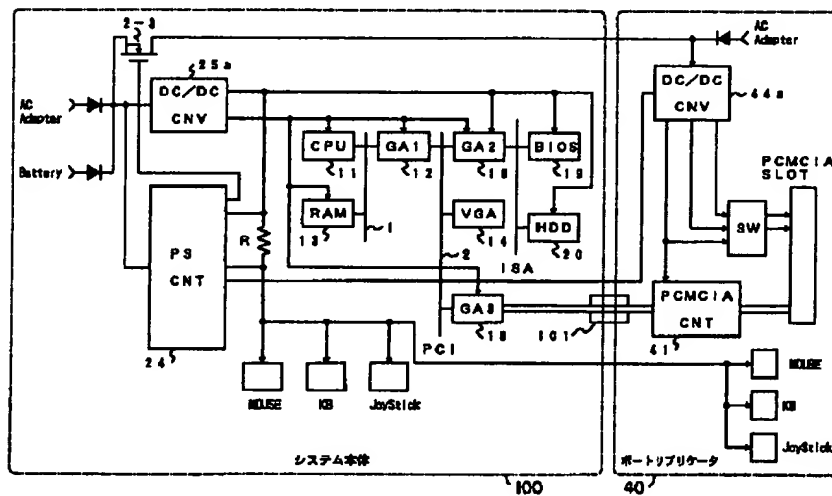 2-3
25a
AC
Adapter
DC/DC
CNV
AC
Adapter
DC/DC
CNV
44a
Battery
CPU
11
GA1
12
GA2
BIOS
19
PCMCIA
SLOT
RAM
13
1
VGA
14
2
ISA
HDD
20
SW
R
PS
CNT
24
GA3
PCI
101
PCMCIA
CNT
41
MOUSE
KB
JoyStick
MOUSE
KB
JoyStick
システム本体
100
ポートリプリケータ
40